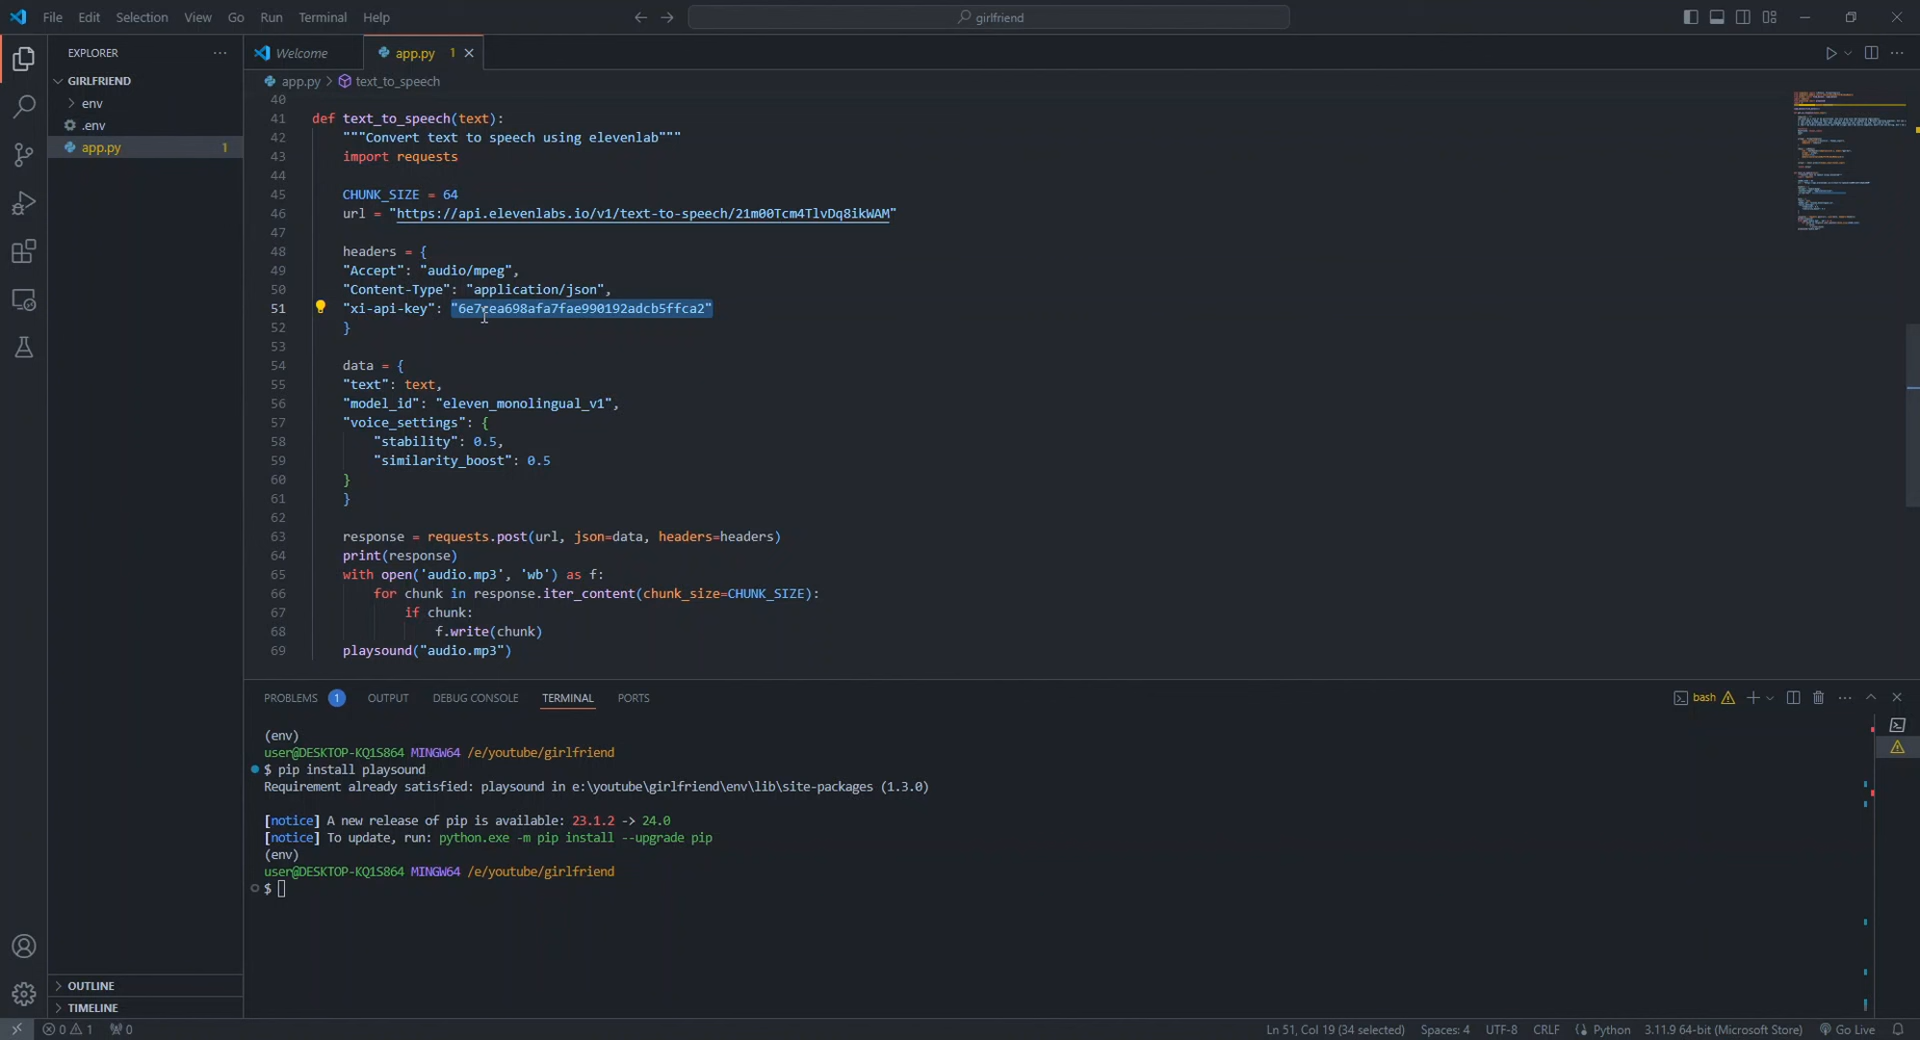 File Edit Selection View Go Run Terminal Help
girlfriend
EXPLORER
GIRLFRIEND
env
.env
app.py 1
Welcome
app.py 1
app.py > text_to_speech
40
41 def text_to_speech(text):
42 """Convert text to speech using elevenlab"""
43 import requests
44
45 CHUNK_SIZE = 64
46 url = "https://api.elevenlabs.io/v1/text-to-speech/21m00Tcm4TlvDq8ikWAM"
47
48 headers = {
49 "Accept": "audio/mpeg",
50 "Content-Type": "application/json",
51 "xi-api-key": "6e7cea698afa7fae990192adcb5ffca2"
52 }
53
54 data = {
55 "text": text,
56 "model_id": "eleven_monolingual_v1",
57 "voice_settings": {
58 "stability": 0.5,
59 "similarity_boost": 0.5
60 }
61 }
62
63 response = requests.post(url, json=data, headers=headers)
64 print(response)
65 with open('audio.mp3', 'wb') as f:
66 for chunk in response.iter_content(chunk_size=CHUNK_SIZE):
67 if chunk:
68 f.write(chunk)
69 playsound("audio.mp3")
PROBLEMS 1 OUTPUT DEBUG CONSOLE TERMINAL PORTS
bash
(env)
user@DESKTOP-KQ1S864 MINGW64 /e/youtube/girlfriend
$ pip install playsound
Requirement already satisfied: playsound in e:\youtube\girlfriend\env\lib\site-packages (1.3.0)
[notice] A new release of pip is available: 23.1.2 -> 24.0
[notice] To update, run: python.exe -m pip install --upgrade pip
(env)
user@DESKTOP-KQ1S864 MINGW64 /e/youtube/girlfriend
$
OUTLINE
TIMELINE
0 1 0
Ln 51, Col 19 (34 selected) Spaces: 4 UTF-8 CRLF Python 3.11.9 64-bit (Microsoft Store) Go Live